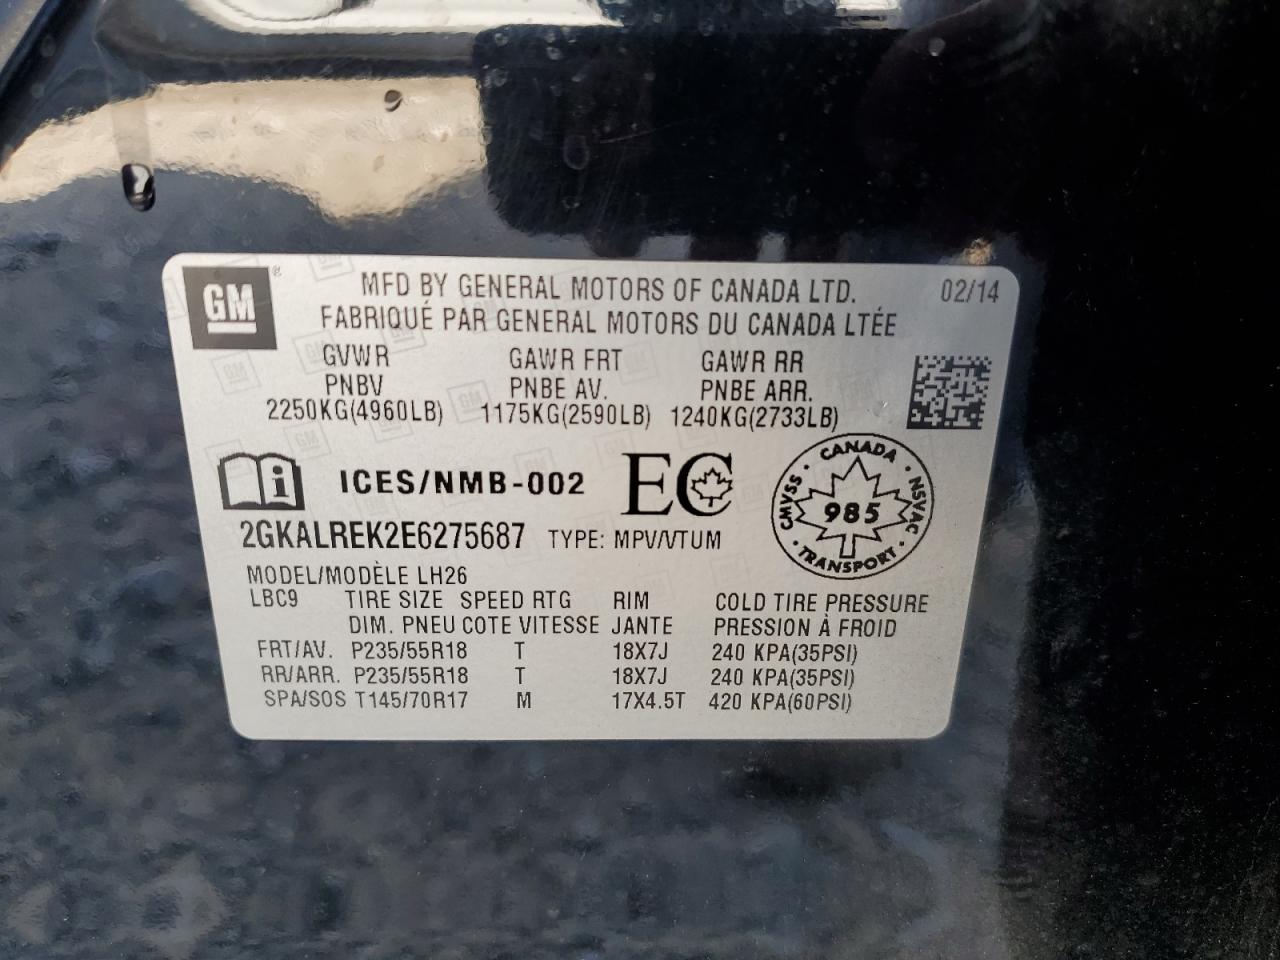 GM
MFD BY GENERAL MOTORS OF CANADA LTD. 02/14
FABRIQUÉ PAR GENERAL MOTORS DU CANADA LTÉE
GVWR GAWR FRT GAWR RR
PNBV PNBE AV. PNBE ARR.
2250KG(4960LB) 1175KG(2590LB) 1240KG(2733LB)
ICES/NMB-002 EC
CANADA
CMVSS 985 NSVAC
TRANSPORT
2GKALREK2E6275687 TYPE: MPV/VTUM
MODEL/MODÈLE LH26
LBC9 TIRE SIZE SPEED RTG RIM COLD TIRE PRESSURE
DIM. PNEU COTE VITESSE JANTE PRESSION À FROID
FRT/AV. P235/55R18 T 18X7J 240 KPA(35PSI)
RR/ARR. P235/55R18 T 18X7J 240 KPA(35PSI)
SPA/SOS T145/70R17 M 17X4.5T 420 KPA(60PSI)